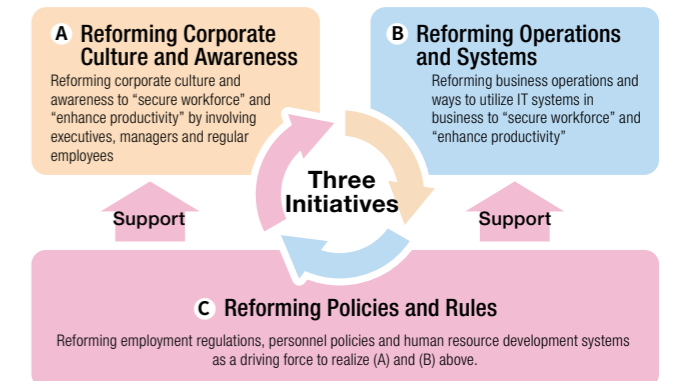 A Reforming Corporate
Culture and Awareness
Reforming corporate culture and
awareness to “secure workforce” and
“enhance productivity” by involving
executives, managers and regular
employees
B Reforming Operations
and Systems
Reforming business operations and
ways to utilize IT systems in
business to “secure workforce” and
“enhance productivity”
Three
Initiatives
Support
Support
C Reforming Policies and Rules
Reforming employment regulations, personnel policies and human resource development systems
as a driving force to realize (A) and (B) above.